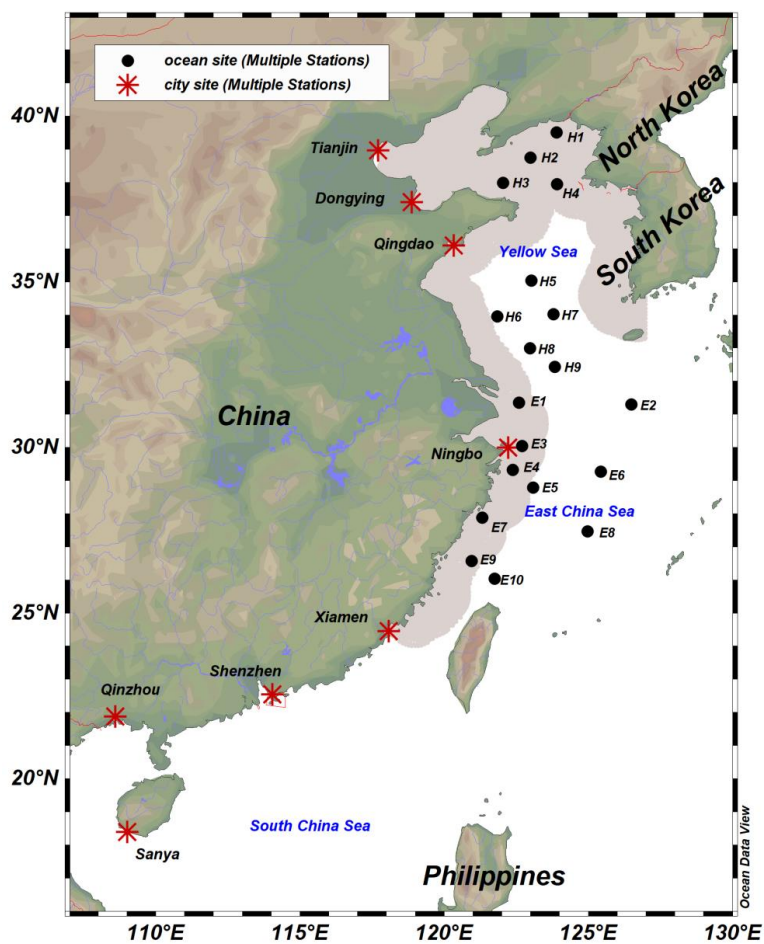 ocean site (Multiple Stations)
city site (Multiple Stations)
40°N
35°N
30°N
25°N
20°N
110°E
115°E
120°E
125°E
130°E
North Korea
South Korea
China
Philippines
Yellow Sea
East China Sea
South China Sea
Tianjin
Dongying
Qingdao
Ningbo
Xiamen
Shenzhen
Qinzhou
Sanya
H1
H2
H3
H4
H5
H6
H7
H8
H9
E1
E2
E3
E4
E5
E6
E7
E8
E9
E10
Ocean Data View